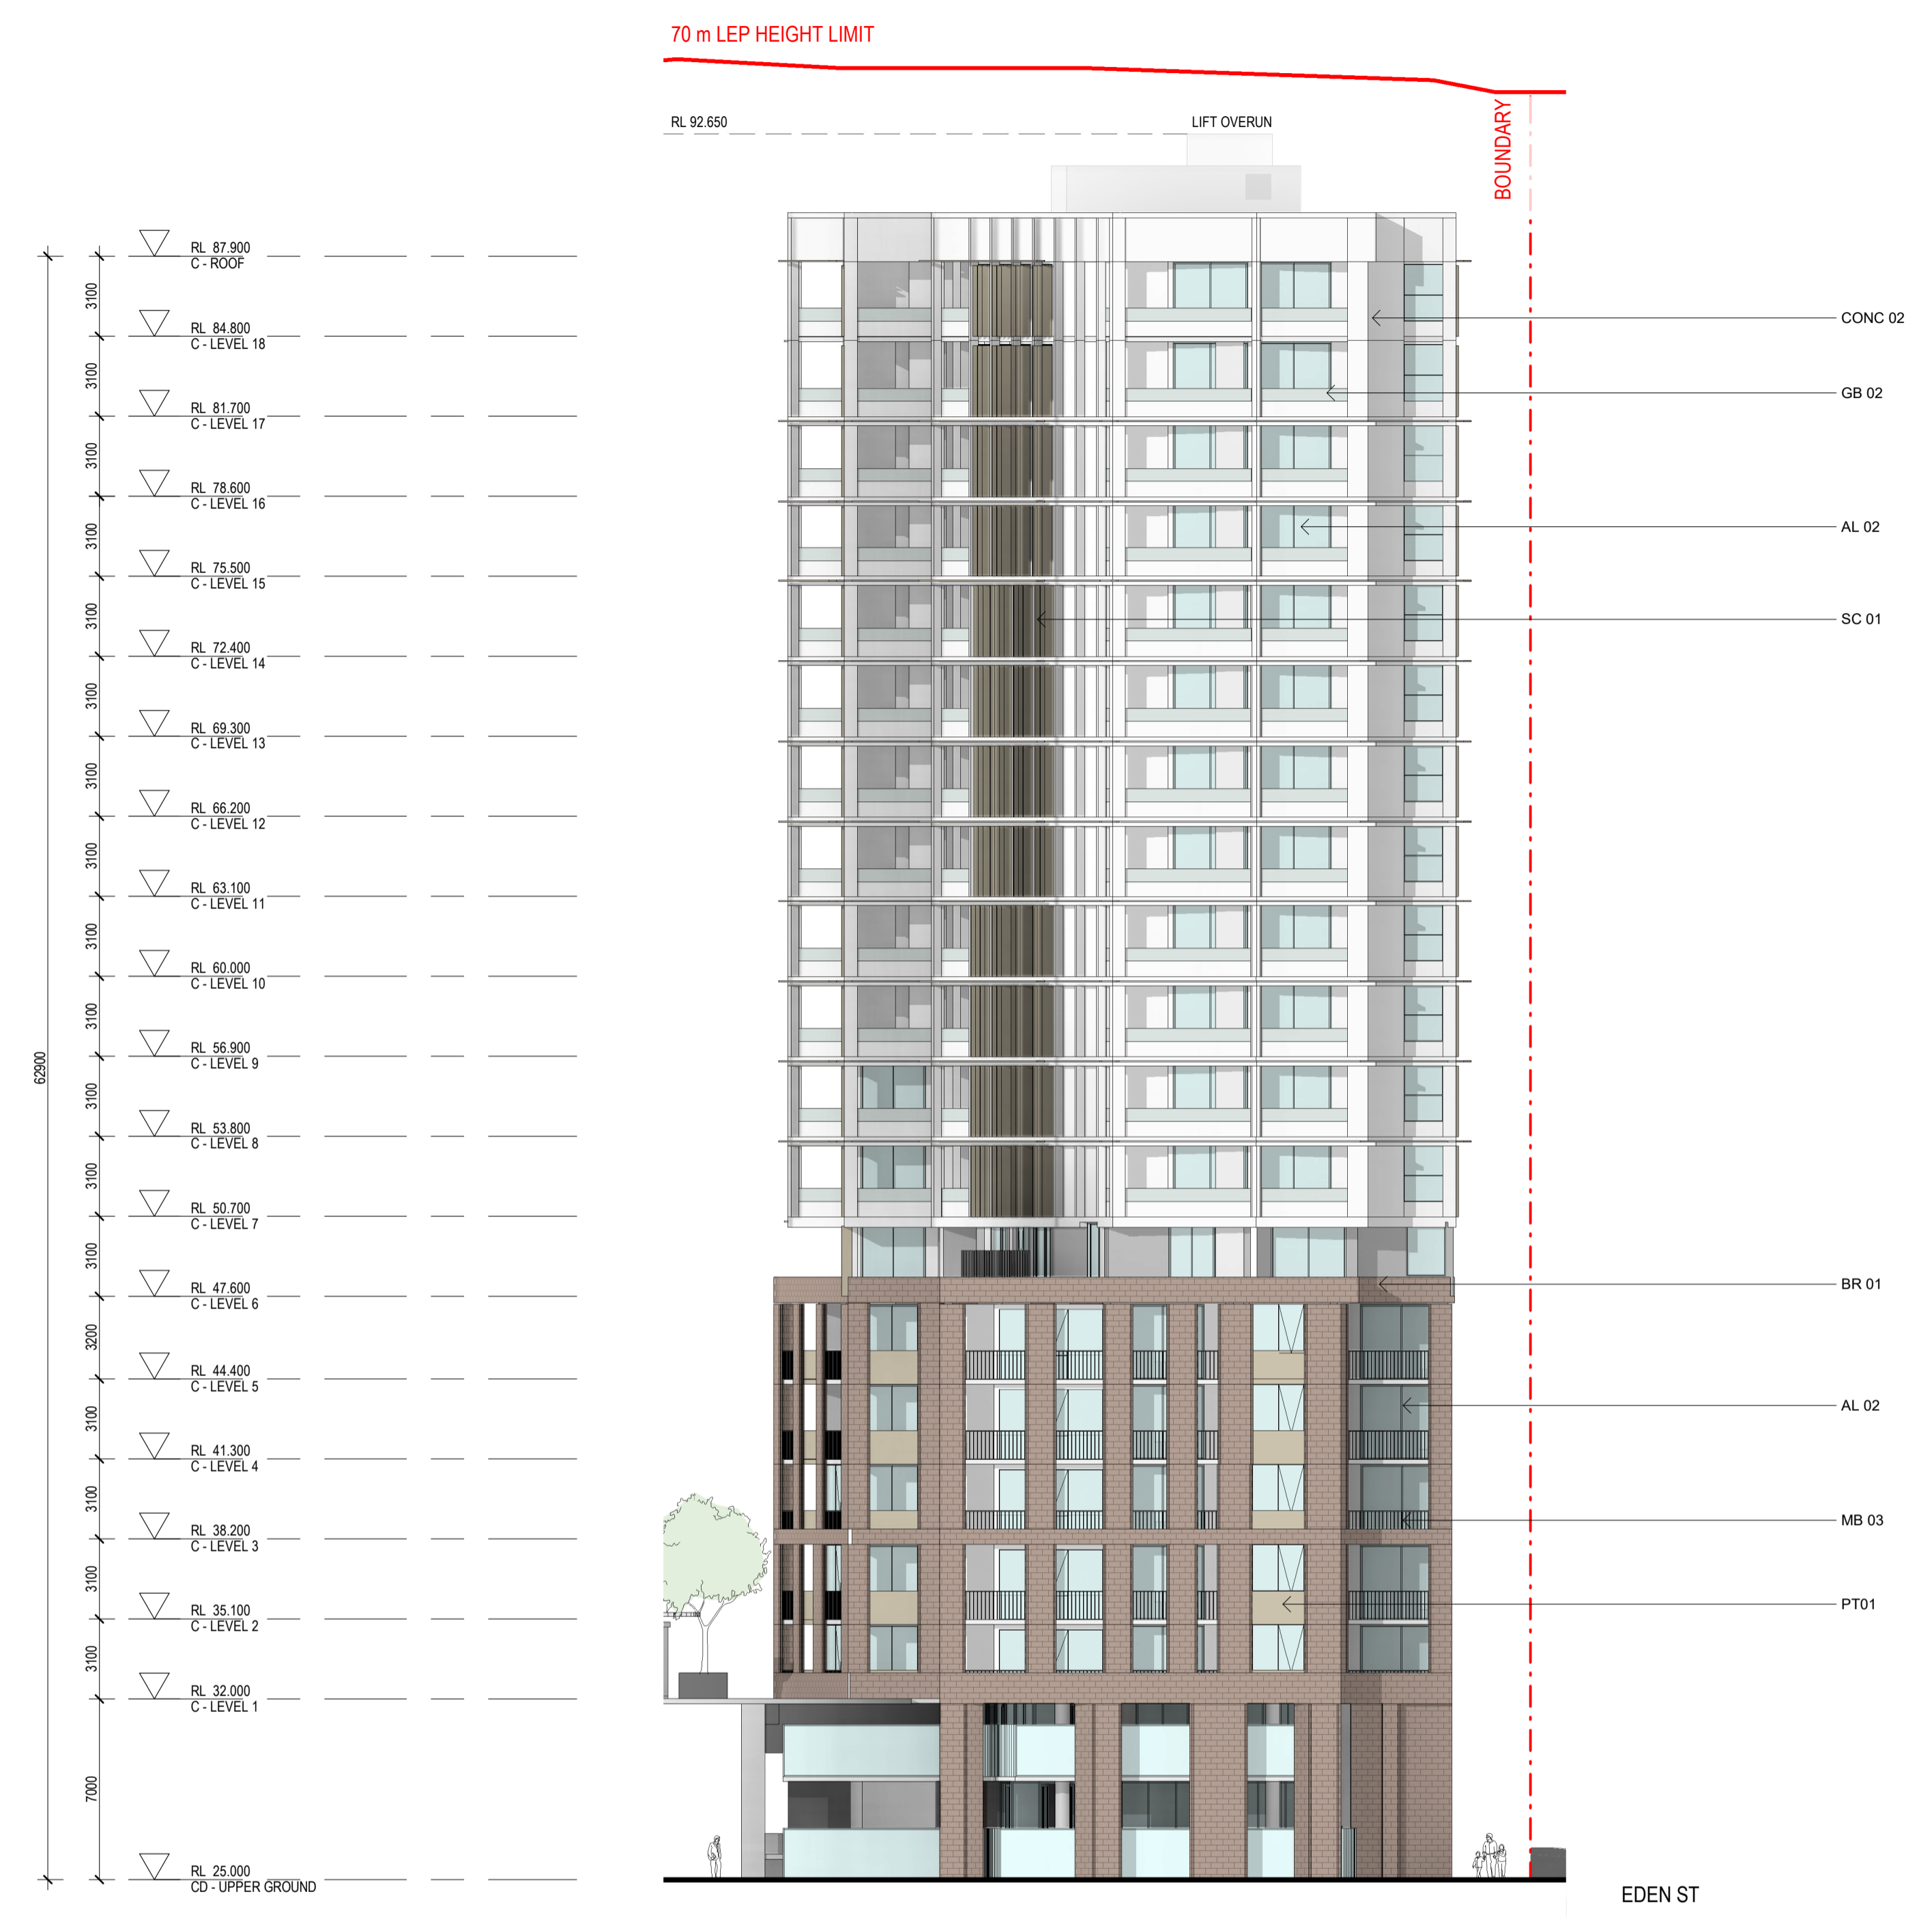 70 m LEP HEIGHT LIMIT
BOUNDARY
RL 92.650
LIFT OVERUN
RL 87.900
C - ROOF
3100
RL 84.800
C - LEVEL 18
3100
RL 81.700
C - LEVEL 17
3100
RL 78.600
C - LEVEL 16
3100
RL 75.500
C - LEVEL 15
3100
RL 72.400
C - LEVEL 14
3100
RL 69.300
C - LEVEL 13
3100
RL 66.200
C - LEVEL 12
3100
RL 63.100
C - LEVEL 11
3100
RL 60.000
C - LEVEL 10
3100
RL 56.900
C - LEVEL 9
3100
RL 53.800
C - LEVEL 8
3100
RL 50.700
C - LEVEL 7
3100
RL 47.600
C - LEVEL 6
3200
RL 44.400
C - LEVEL 5
3100
RL 41.300
C - LEVEL 4
3100
RL 38.200
C - LEVEL 3
3100
RL 35.100
C - LEVEL 2
3100
RL 32.000
C - LEVEL 1
7000
RL 25.000
CD - UPPER GROUND
62900
CONC 02
GB 02
AL 02
SC 01
BR 01
AL 02
MB 03
PT01
EDEN ST